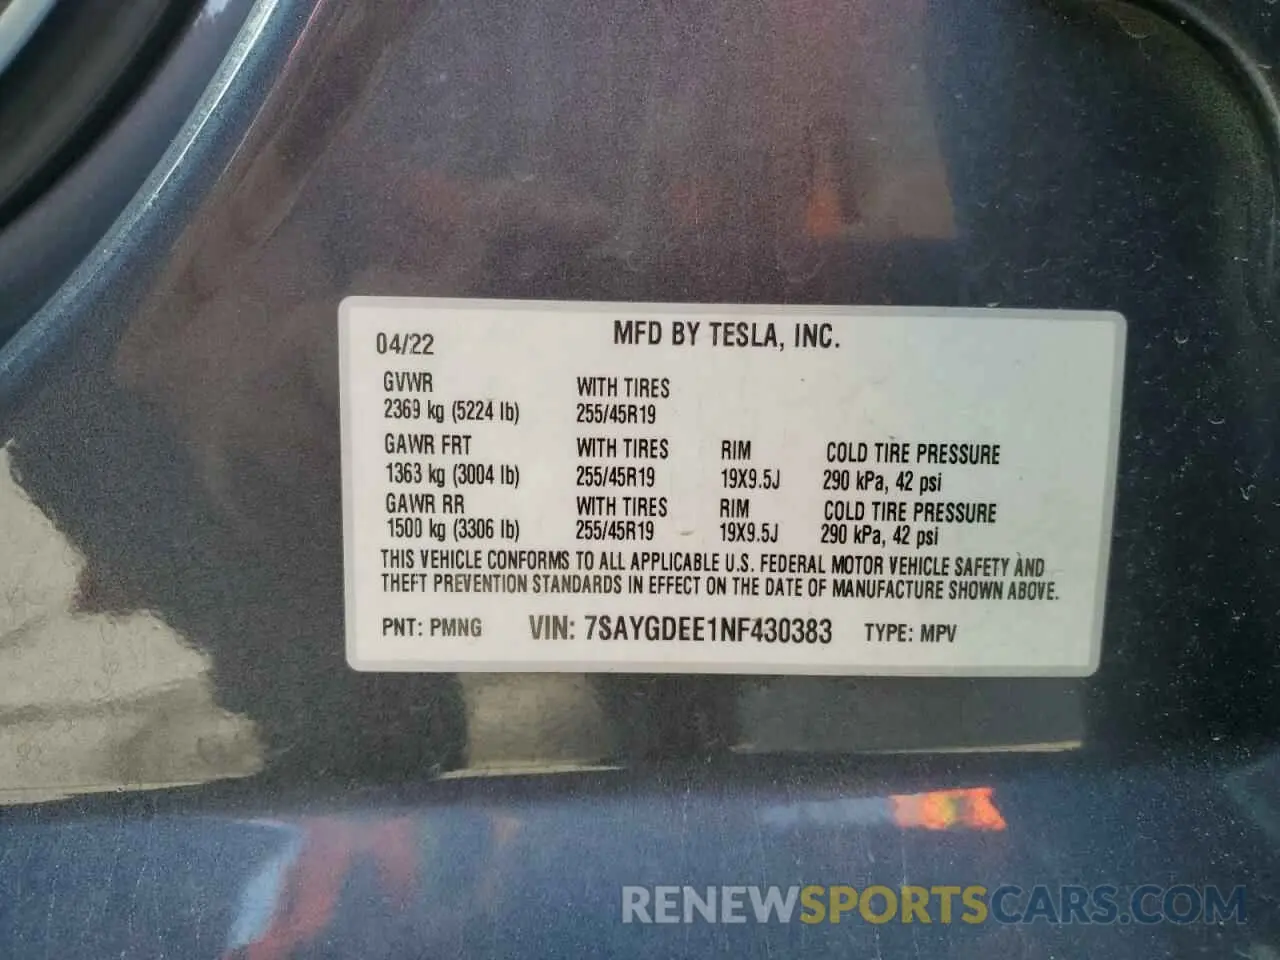 04/22 MFD BY TESLA, INC.
GVWR WITH TIRES
2369 kg (5224 lb) 255/45R19
GAWR FRT WITH TIRES RIM COLD TIRE PRESSURE
1363 kg (3004 lb) 255/45R19 19X9.5J 290 kPa, 42 psi
GAWR RR WITH TIRES RIM COLD TIRE PRESSURE
1500 kg (3306 lb) 255/45R19 19X9.5J 290 kPa, 42 psi
THIS VEHICLE CONFORMS TO ALL APPLICABLE U.S. FEDERAL MOTOR VEHICLE SAFETY AND
THEFT PREVENTION STANDARDS IN EFFECT ON THE DATE OF MANUFACTURE SHOWN ABOVE.
PNT: PMNG VIN: 7SAYGDEE1NF430383 TYPE: MPV
RENEWSPORTSCARS.COM